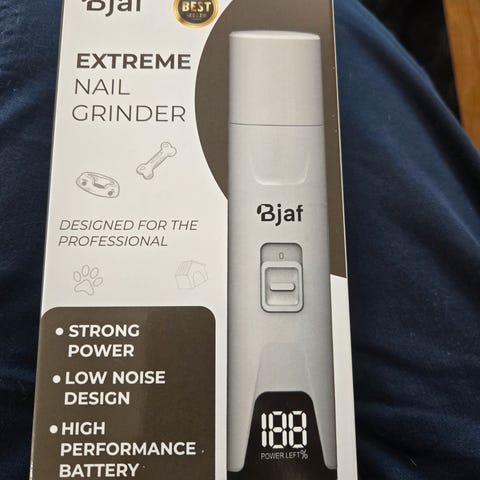 Bjaf
BEST
SELLER
EXTREME
NAIL
GRINDER
DESIGNED FOR THE
PROFESSIONAL
• STRONG
POWER
• LOW NOISE
DESIGN
• HIGH
PERFORMANCE
BATTERY
Bjaf
0
188
POWER LEFT%